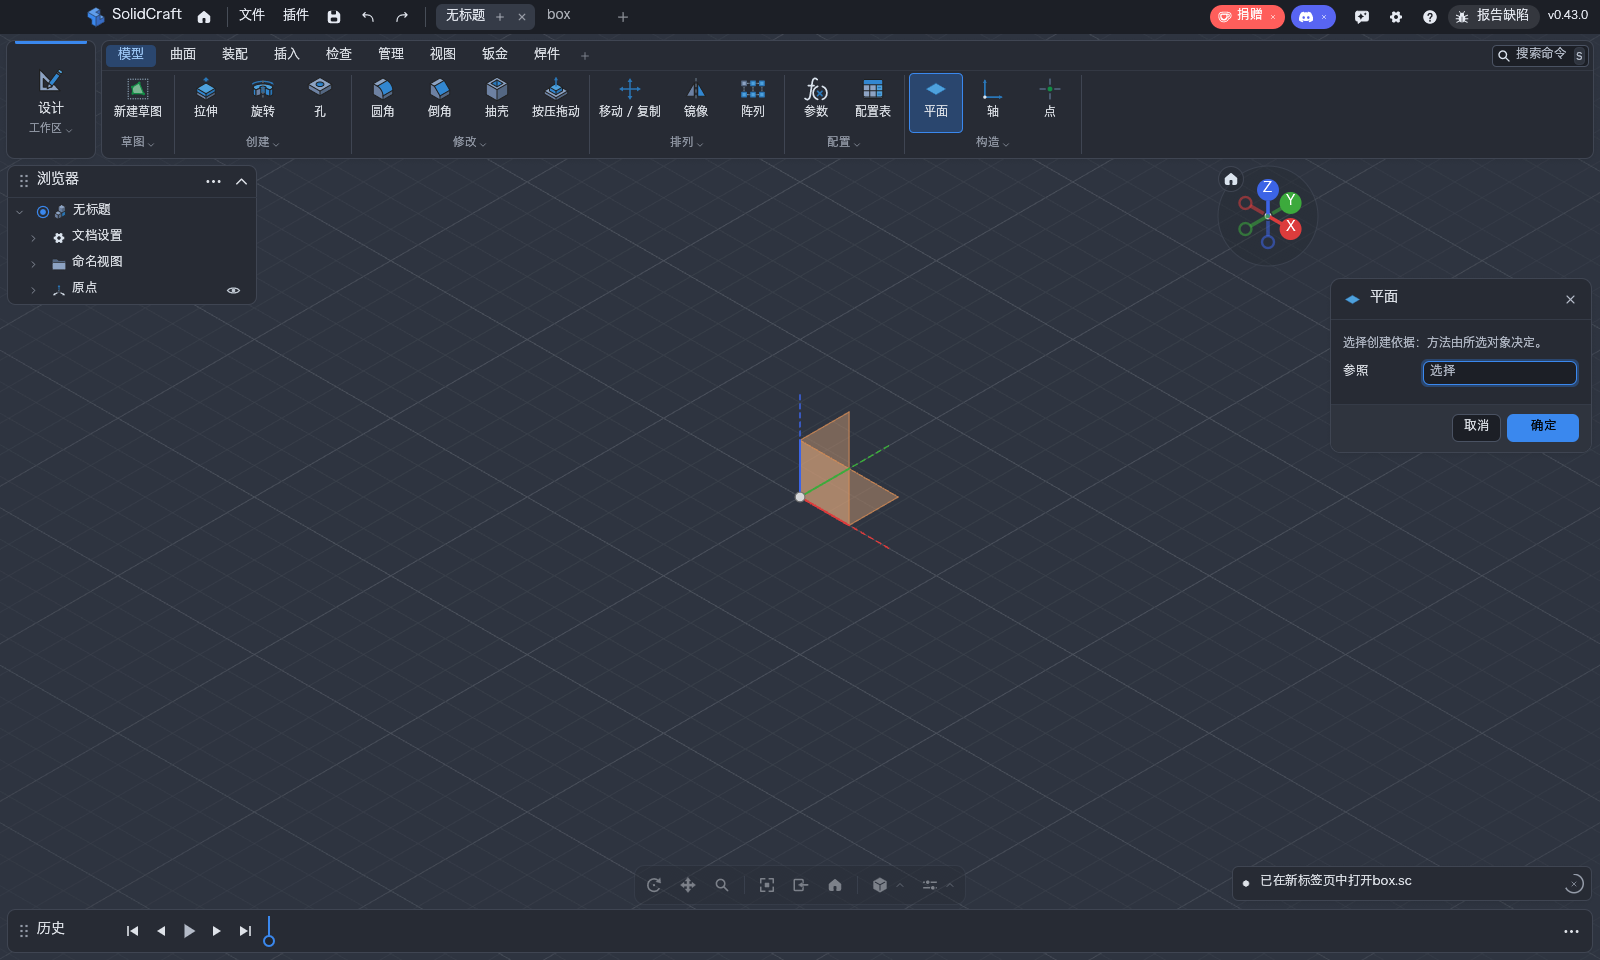 SolidCraft 文件 插件 无标题 box 捐赠 报告缺陷 v0.43.0
模型 曲面 装配 插入 检查 管理 视图 钣金 焊件 搜索命令 S
设计
工作区
新建草图 拉伸 旋转 孔 圆角 倒角 抽壳 按压拖动 移动 / 复制 镜像 阵列 参数 配置表 平面 轴 点
草图 创建 修改 排列 配置 构造
浏览器
无标题
文档设置
命名视图
原点
Z
Y
X
平面
选择创建依据：方法由所选对象决定。
参照 选择
取消 确定
已在新标签页中打开box.sc
历史